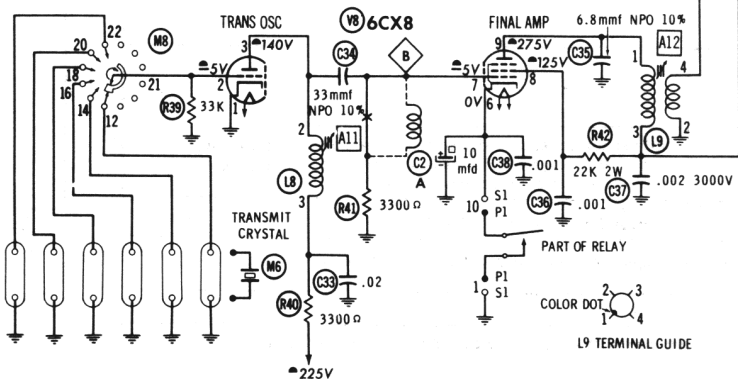 TRANS OSC
V8 6CX8
FINAL AMP
6.8mmf NPO 10%
22
M8
20
18
16
14
12
21
3 140V
5V
2
1
R39
33K
C34
33mmf
NPO 10%
B
9 275V
5V
7
0V
6
125V
8
C35
A12
1
4
3
2
L9
2
A11
L8
3
R41
3300Ω
C2
A
10
mfd
C38
.001
R42
22K 2W
C36
.001
C37
.002 3000V
10
S1
P1
PART OF RELAY
1
P1
S1
TRANSMIT
CRYSTAL
M6
C33
.02
R40
3300Ω
225V
COLOR DOT
2
3
1
4
L9 TERMINAL GUIDE